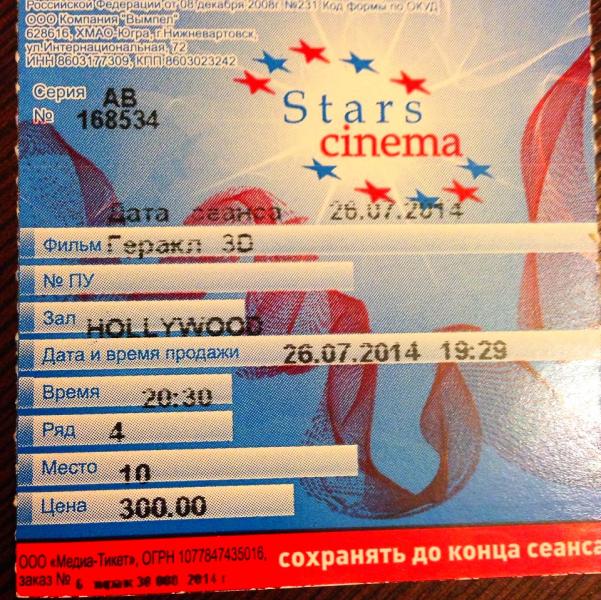 Российской Федерации от 08 декабря 2008г №231 Код формы по ОКУД
ООО Компания "Вымпел"
628616, ХМАО-Югра, г.Нижневартовск,
ул.Интернациональная, 72
ИНН 8603177309, КПП 8603023242
Серия АВ
№ 168534
Stars
cinema
Дата сеанса 26.07.2014
Фильм Геракл 3D
№ ПУ
Зал HOLLYWOOD
Дата и время продажи 26.07.2014 19:29
Время 20:30
Ряд 4
Место 10
Цена 300.00
ООО «Медиа-Тикет», ОГРН 1077847435016,
сохранять до конца сеанса
заказ № 2014 г